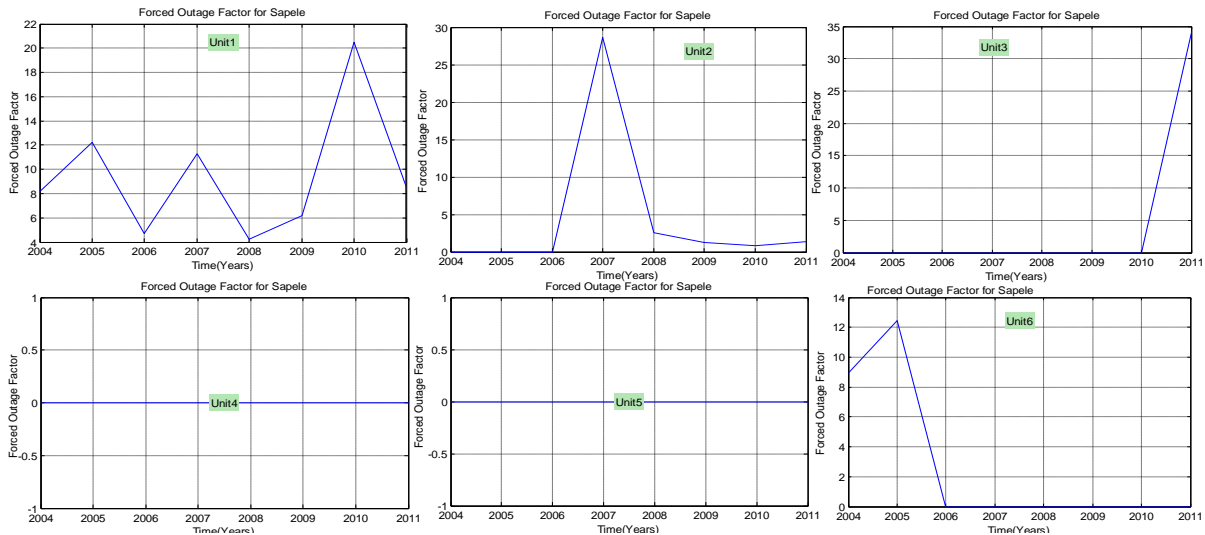 Forced Outage Factor for Sapele
22
20
18
16
14
12
10
8
6
4
Forced Outage Factor
Unit1
2004 2005 2006 2007 2008 2009 2010 2011
Time(Years)
Forced Outage Factor for Sapele
30
25
20
15
10
5
0
Forced Outage Factor
Unit2
2004 2005 2006 2007 2008 2009 2010 2011
Time(Years)
Forced Outage Factor for Sapele
35
30
25
20
15
10
5
0
Forced Outage Factor
Unit3
2004 2005 2006 2007 2008 2009 2010 2011
Time(Years)
Forced Outage Factor for Sapele
1
0.5
0
-0.5
-1
Forced Outage Factor
Unit4
2004 2005 2006 2007 2008 2009 2010 2011
Time(Years)
Forced Outage Factor for Sapele
1
0.5
0
-0.5
-1
Forced Outage Factor
Unit5
2004 2005 2006 2007 2008 2009 2010 2011
Time(Years)
Forced Outage Factor for Sapele
14
12
10
8
6
4
2
0
Forced Outage Factor
Unit6
2004 2005 2006 2007 2008 2009 2010 2011
Time(Years)